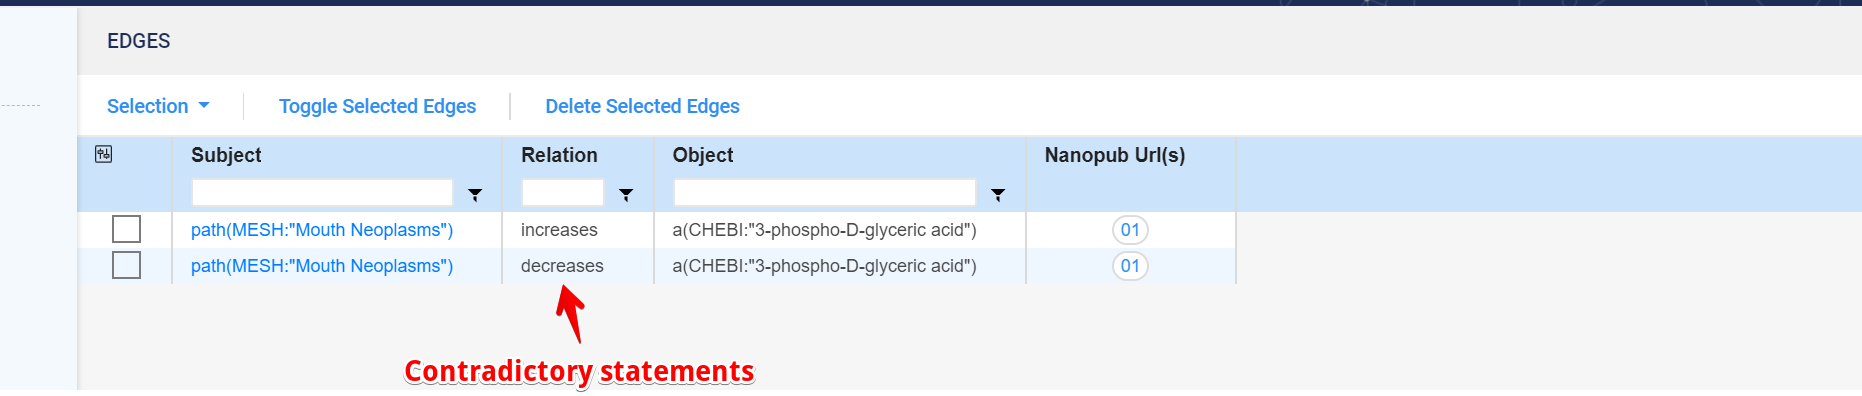 EDGES
Selection Toggle Selected Edges Delete Selected Edges
Subject Relation Object Nanopub Url(s)
path(MESH:"Mouth Neoplasms") increases a(CHEBI:"3-phospho-D-glyceric acid") 01
path(MESH:"Mouth Neoplasms") decreases a(CHEBI:"3-phospho-D-glyceric acid") 01
Contradictory statements